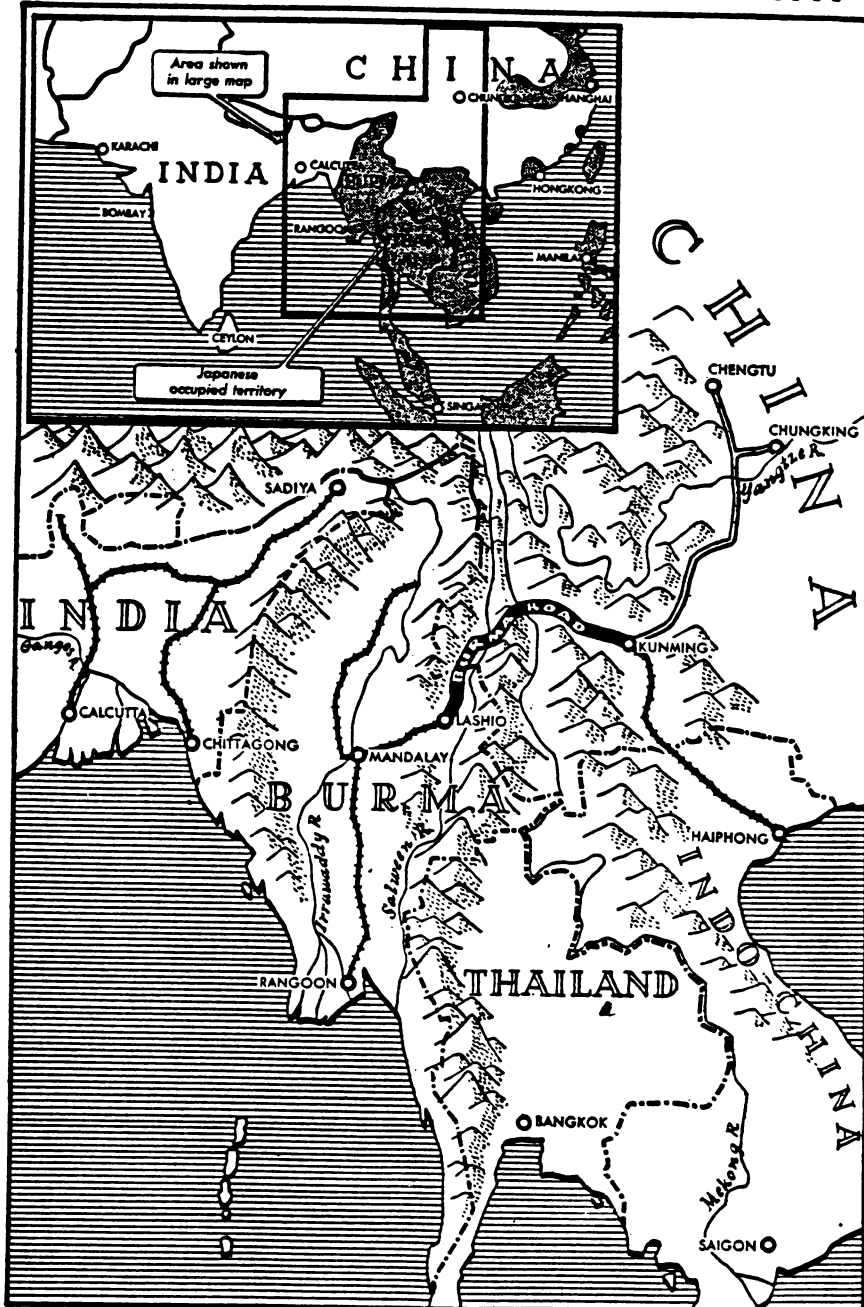 Area shown
in large map
CHINA
SHANGHAI
KARACHI
INDIA
CALCUTTA
BOMBAY
RANGOON
HONGKONG
MANILA
CEYLON
Japanese
occupied territory
CHINA
CHENGTU
CHUNGKING
Yangtze R
SADIYA
INDIA
Ganges R
KUNMING
CALCUTTA
CHITTAGONG
LASHIO
MANDALAY
BURMA
HAIPHONG
Irrawaddy R
Salween R
INDO-CHINA
RANGOON
THAILAND
BANGKOK
Mekong R
SAIGON